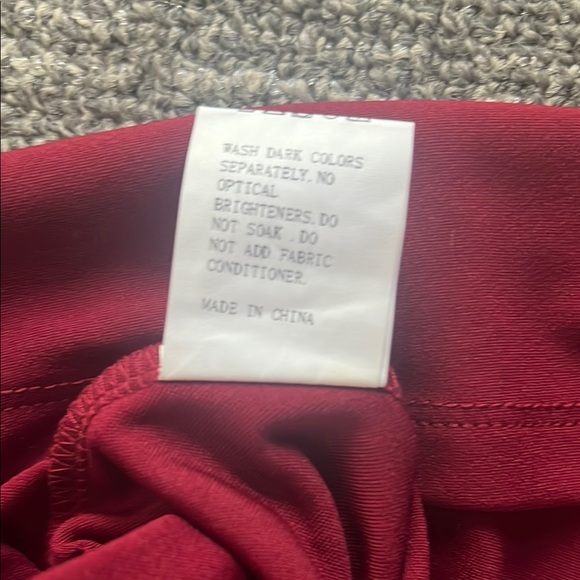 WASH DARK COLORS
SEPARATELY. NO
OPTICAL
BRIGHTENERS. DO
NOT SOAK . DO
NOT ADD FABRIC
CONDITIONER.
MADE IN CHINA